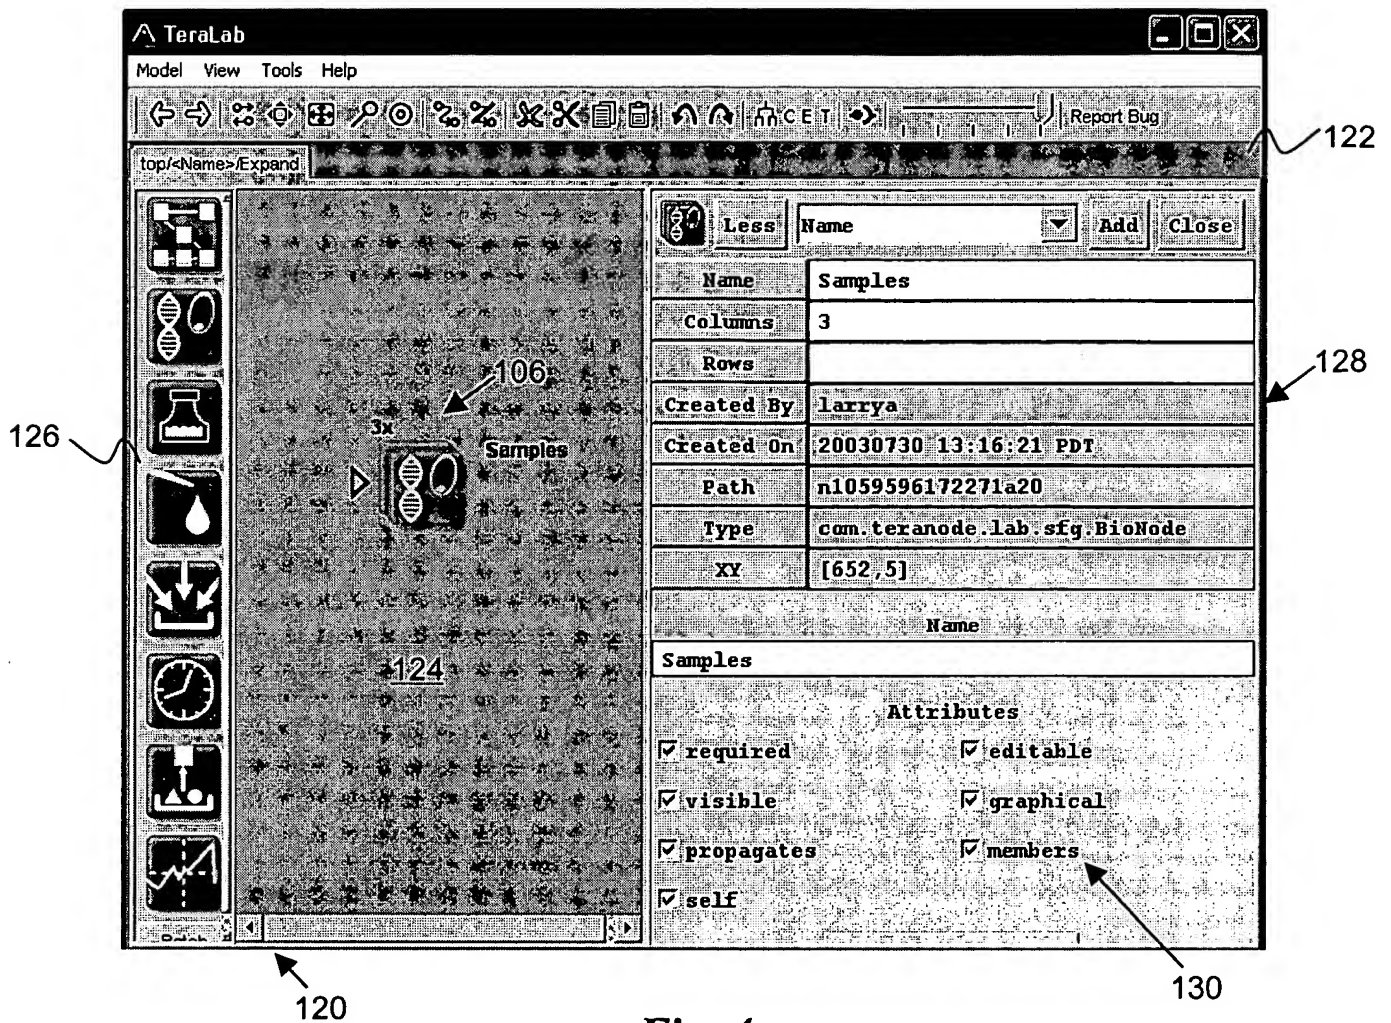 TeraLab
Model View Tools Help
C E T Report Bug
122
top/<Name>/Expand
Less Name Add Close
Name Samples
Columns 3
Rows
Created By larrya
Created On 20030730 13:16:21 PDT
Path n1059596172271a20
Type com.teranode.lab.sfg.BioNode
XY [652,5]
128
106
3x
Samples
126
124
Name
Samples
Attributes
required editable
visible graphical
propagates members
self
130
120